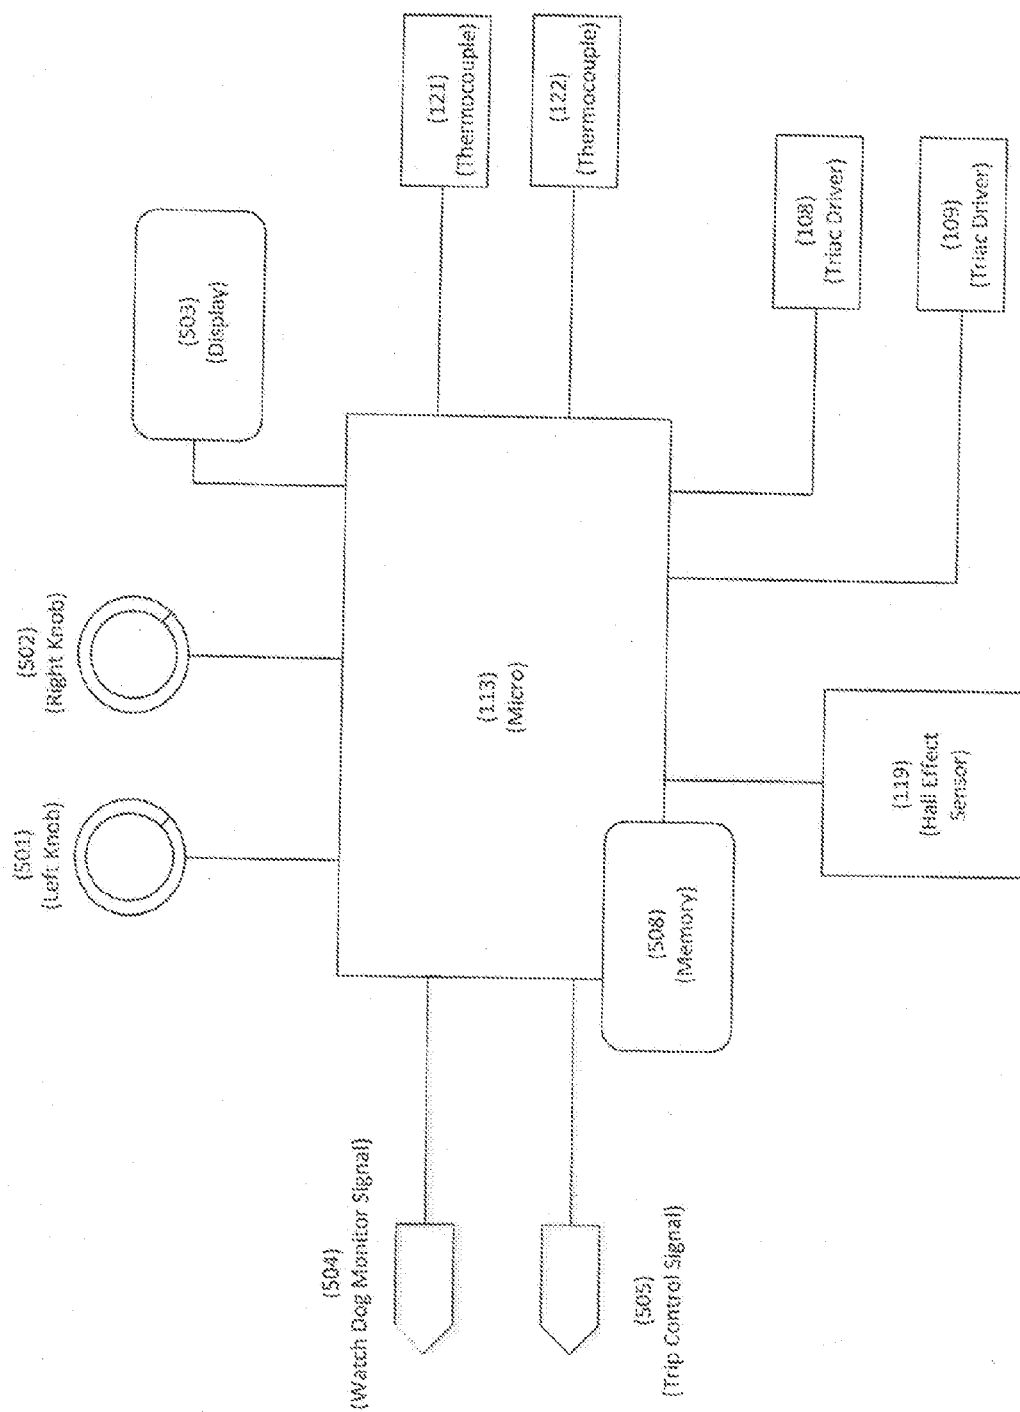 {501}
{Left Knob}
{502}
{Right Knob}
{503}
{Display}
{504}
{Watch Dog Monitor Signal}
{113}
{Micro}
{121}
{Thermocouple}
{122}
{Thermocouple}
{505}
{Trip Control Signal}
{508}
{Memory}
{119}
{Hall Effect
Sensor}
{108}
{Triac Driver}
{109}
{Triac Driver}